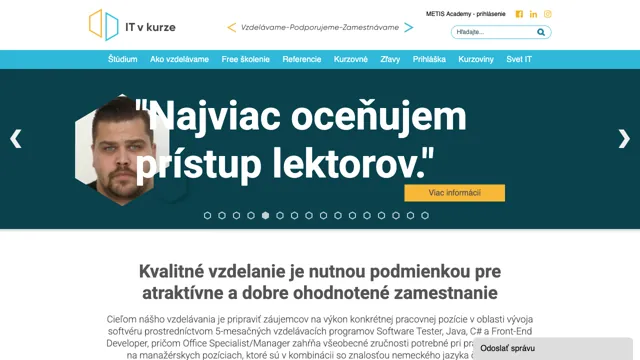 IT v kurze
Vzdelávame-Podporujeme-Zamestnávame
METIS Academy - prihlásenie
Hľadajte...
Štúdium Ako vzdelávame Free školenie Referencie Kurzovné Zľavy Prihláška Kurzoviny Svet IT
"Najviac oceňujem
prístup lektorov."
Viac informácií
Kvalitné vzdelanie je nutnou podmienkou pre
atraktívne a dobre ohodnotené zamestnanie
Cieľom nášho vzdelávania je pripraviť záujemcov na výkon konkrétnej pracovnej pozície v oblasti vývoja
softvéru prostredníctvom 5-mesačných vzdelávacích programov Software Tester, Java, C# a Front-End
Developer, pričom Office Specialist/Manager zahŕňa všeobecné zručnosti potrebné pri
na manažérskych pozíciách, ktoré sú v kombinácii so znalosťou nemeckého jazyka
Odoslať správu